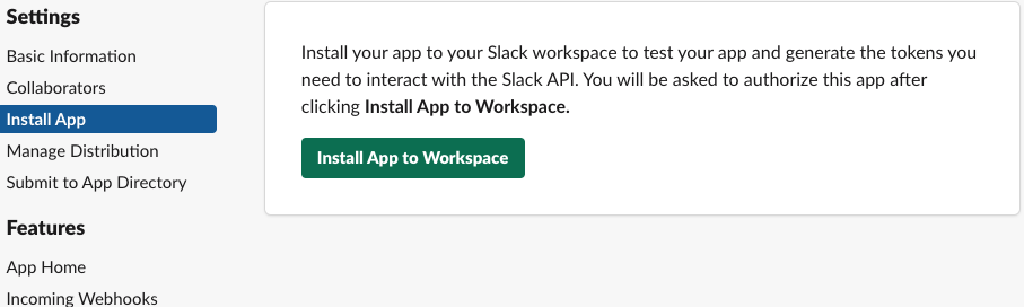 Settings
Basic Information
Collaborators
Install App
Manage Distribution
Submit to App Directory
Features
App Home
Incoming Webhooks
Install your app to your Slack workspace to test your app and generate the tokens you
need to interact with the Slack API. You will be asked to authorize this app after
clicking Install App to Workspace.
Install App to Workspace